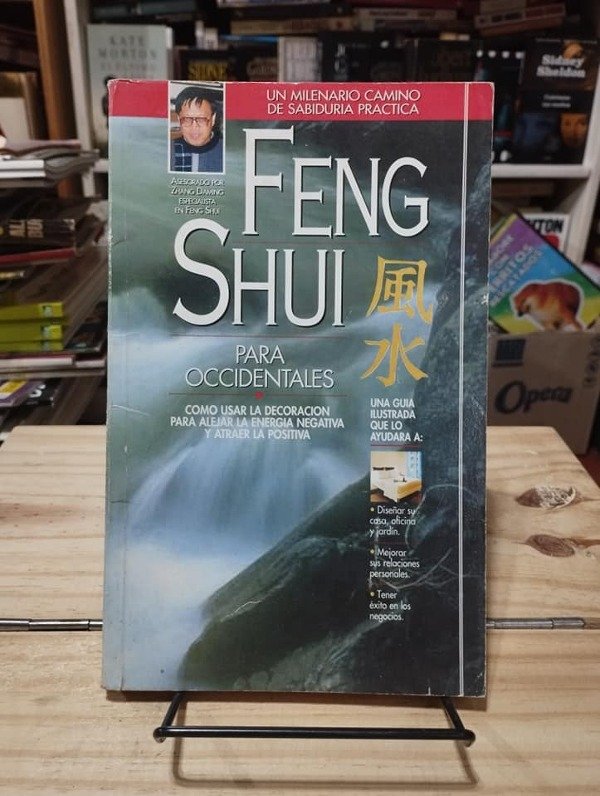 UN MILENARIO CAMINO
DE SABIDURIA PRACTICA
ASESORADO POR
ZHANG DAMING
ESPECIALISTA
EN FENG SHUI
FENG
SHUI
風水
PARA
OCCIDENTALES
COMO USAR LA DECORACION
PARA ALEJAR LA ENERGIA NEGATIVA
Y ATRAER LA POSITIVA
UNA GUIA
ILUSTRADA
QUE LO
AYUDARA A:
• Diseñar su
casa, oficina
y jardín.
• Mejorar
sus relaciones
personales.
• Tener
éxito en los
negocios.
KATE
MORTON
Sidney
Sheldon
Opera